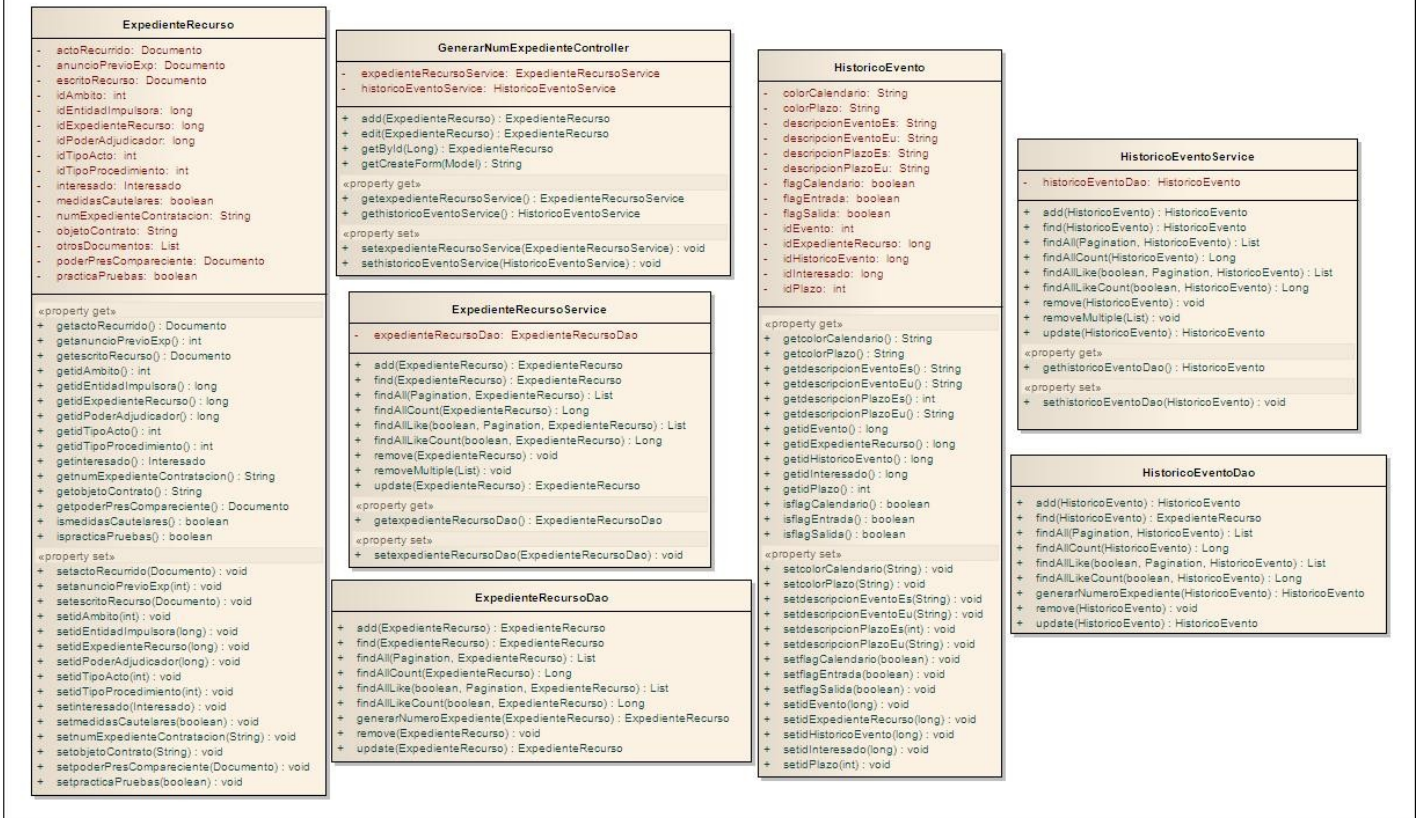 ExpedienteRecurso
- actoRecurrido: Documento
- anuncioPrevioExp: Documento
- escritoRecurso: Documento
- idAmbito: int
- idEntidadImpulsora: long
- idExpedienteRecurso: long
- idPoderAdjudicador: long
- idTipoActo: int
- idTipoProcedimiento: int
- interesado: Interesado
- medidasCautelares: boolean
- numExpedienteContratacion: String
- objetoContrato: String
- otrosDocumentos: List
- poderPresCompareciente: Documento
- practicaPruebas: boolean
«property get»
+ getactoRecurrido() : Documento
+ getanuncioPrevioExp() : int
+ getescritoRecurso() : Documento
+ getidAmbito() : int
+ getidEntidadImpulsora() : long
+ getidExpedienteRecurso() : long
+ getidPoderAdjudicador() : long
+ getidTipoActo() : int
+ getidTipoProcedimiento() : int
+ getinteresado() : Interesado
+ getnumExpedienteContratacion() : String
+ getobjetoContrato() : String
+ getpoderPresCompareciente() : Documento
+ ismedidasCautelares() : boolean
+ ispracticaPruebas() : boolean
«property set»
+ setactoRecurrido(Documento) : void
+ setanuncioPrevioExp(int) : void
+ setescritoRecurso(Documento) : void
+ setidAmbito(int) : void
+ setidEntidadImpulsora(long) : void
+ setidExpedienteRecurso(long) : void
+ setidPoderAdjudicador(long) : void
+ setidTipoActo(int) : void
+ setidTipoProcedimiento(int) : void
+ setinteresado(Interesado) : void
+ setmedidasCautelares(boolean) : void
+ setnumExpedienteContratacion(String) : void
+ setobjetoContrato(String) : void
+ setpoderPresCompareciente(Documento) : void
+ setpracticaPruebas(boolean) : void
GenerarNumExpedienteController
- expedienteRecursoService: ExpedienteRecursoService
- historicoEventoService: HistoricoEventoService
+ add(ExpedienteRecurso) : ExpedienteRecurso
+ edit(ExpedienteRecurso) : ExpedienteRecurso
+ getById(Long) : ExpedienteRecurso
+ getCreateForm(Model) : String
«property get»
+ getexpedienteRecursoService() : ExpedienteRecursoService
+ gethistoricoEventoService() : HistoricoEventoService
«property set»
+ setexpedienteRecursoService(ExpedienteRecursoService) : void
+ sethistoricoEventoService(HistoricoEventoService) : void
ExpedienteRecursoService
- expedienteRecursoDao: ExpedienteRecursoDao
+ add(ExpedienteRecurso) : ExpedienteRecurso
+ find(ExpedienteRecurso) : ExpedienteRecurso
+ findAll(Pagination, ExpedienteRecurso) : List
+ findAllCount(ExpedienteRecurso) : Long
+ findAllLike(boolean, Pagination, ExpedienteRecurso) : List
+ findAllLikeCount(boolean, ExpedienteRecurso) : Long
+ remove(ExpedienteRecurso) : void
+ removeMultiple(List) : void
+ update(ExpedienteRecurso) : ExpedienteRecurso
«property get»
+ getexpedienteRecursoDao() : ExpedienteRecursoDao
«property set»
+ setexpedienteRecursoDao(ExpedienteRecursoDao) : void
ExpedienteRecursoDao
+ add(ExpedienteRecurso) : ExpedienteRecurso
+ find(ExpedienteRecurso) : ExpedienteRecurso
+ findAll(Pagination, ExpedienteRecurso) : List
+ findAllCount(ExpedienteRecurso) : Long
+ findAllLike(boolean, Pagination, ExpedienteRecurso) : List
+ findAllLikeCount(boolean, ExpedienteRecurso) : Long
+ generarNumeroExpediente(ExpedienteRecurso) : ExpedienteRecurso
+ remove(ExpedienteRecurso) : void
+ update(ExpedienteRecurso) : ExpedienteRecurso
HistoricoEvento
- colorCalendario: String
- colorPlazo: String
- descripcionEventoEs: String
- descripcionEventoEu: String
- descripcionPlazoEs: String
- descripcionPlazoEu: String
- flagCalendario: boolean
- flagEntrada: boolean
- flagSalida: boolean
- idEvento: int
- idExpedienteRecurso: long
- idHistoricoEvento: long
- idInteresado: long
- idPlazo: int
«property get»
+ getcolorCalendario() : String
+ getcolorPlazo() : String
+ getdescripcionEventoEs() : String
+ getdescripcionEventoEu() : String
+ getdescripcionPlazoEs() : int
+ getdescripcionPlazoEu() : String
+ getidEvento() : long
+ getidExpedienteRecurso() : long
+ getidHistoricoEvento() : long
+ getidInteresado() : long
+ getidPlazo() : int
+ isflagCalendario() : boolean
+ isflagEntrada() : boolean
+ isflagSalida() : boolean
«property set»
+ setcolorCalendario(String) : void
+ setcolorPlazo(String) : void
+ setdescripcionEventoEs(String) : void
+ setdescripcionEventoEu(String) : void
+ setdescripcionPlazoEs(int) : void
+ setdescripcionPlazoEu(String) : void
+ setflagCalendario(boolean) : void
+ setflagEntrada(boolean) : void
+ setflagSalida(boolean) : void
+ setidEvento(long) : void
+ setidExpedienteRecurso(long) : void
+ setidHistoricoEvento(long) : void
+ setidInteresado(long) : void
+ setidPlazo(int) : void
HistoricoEventoService
- historicoEventoDao: HistoricoEvento
+ add(HistoricoEvento) : HistoricoEvento
+ find(HistoricoEvento) : HistoricoEvento
+ findAll(Pagination, HistoricoEvento) : List
+ findAllCount(HistoricoEvento) : Long
+ findAllLike(boolean, Pagination, HistoricoEvento) : List
+ findAllLikeCount(boolean, HistoricoEvento) : Long
+ remove(HistoricoEvento) : void
+ removeMultiple(List) : void
+ update(HistoricoEvento) : HistoricoEvento
«property get»
+ gethistoricoEventoDao() : HistoricoEvento
«property set»
+ sethistoricoEventoDao(HistoricoEvento) : void
HistoricoEventoDao
+ add(HistoricoEvento) : HistoricoEvento
+ find(HistoricoEvento) : ExpedienteRecurso
+ findAll(Pagination, HistoricoEvento) : List
+ findAllCount(HistoricoEvento) : Long
+ findAllLike(boolean, Pagination, HistoricoEvento) : List
+ findAllLikeCount(boolean, HistoricoEvento) : Long
+ generarNumeroExpediente(HistoricoEvento) : HistoricoEvento
+ remove(HistoricoEvento) : void
+ update(HistoricoEvento) : HistoricoEvento